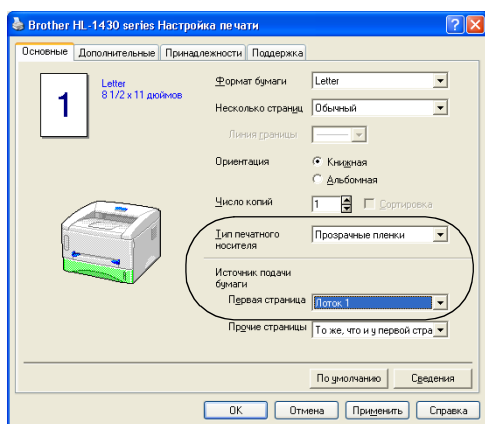 Brother HL-1430 series Настройка печати
Основные Дополнительные Принадлежности Поддержка
1
Letter
8 1/2 x 11 дюймов
Формат бумаги Letter
Несколько страниц Обычный
Линия границы
Ориентация Книжная
Альбомная
Число копий 1 Сортировка
Тип печатного носителя Прозрачные пленки
Источник подачи бумаги
Первая страница Лоток 1
Прочие страницы То же, что и у первой стра
По умолчанию Сведения
OK Отмена Применить Справка